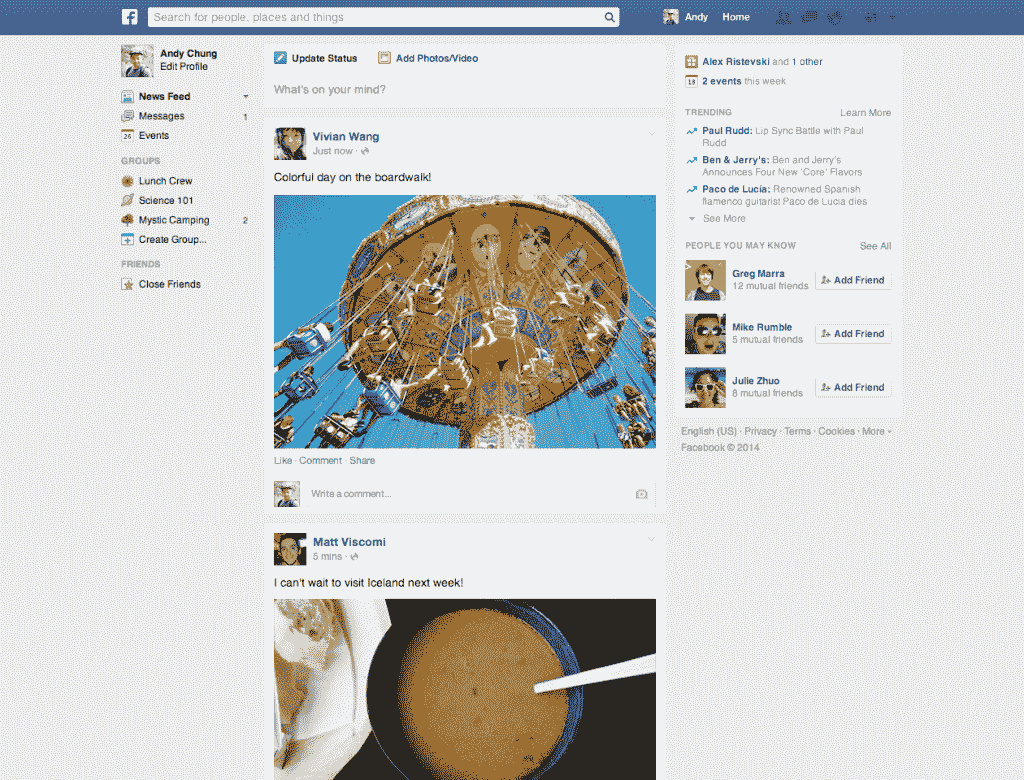 f Search for people, places and things Andy Home
Andy Chung
Edit Profile
News Feed
Messages 1
26 Events
GROUPS
Lunch Crew
Science 101
Mystic Camping 2
Create Group...
FRIENDS
Close Friends
Update Status Add Photos/Video
What's on your mind?
Vivian Wang
Just now ·
Colorful day on the boardwalk!
Like · Comment · Share
Write a comment...
Matt Viscomi
5 mins ·
I can't wait to visit Iceland next week!
Alex Ristevski and 1 other
18 2 events this week
TRENDING Learn More
Paul Rudd: Lip Sync Battle with Paul
Rudd
Ben & Jerry's: Ben and Jerry's
Announces Four New 'Core' Flavors
Paco de Lucía: Renowned Spanish
flamenco guitarist Paco de Lucia dies
See More
PEOPLE YOU MAY KNOW See All
Greg Marra
12 mutual friends Add Friend
Mike Rumble
5 mutual friends Add Friend
Julie Zhuo
8 mutual friends Add Friend
English (US) · Privacy · Terms · Cookies · More
Facebook © 2014